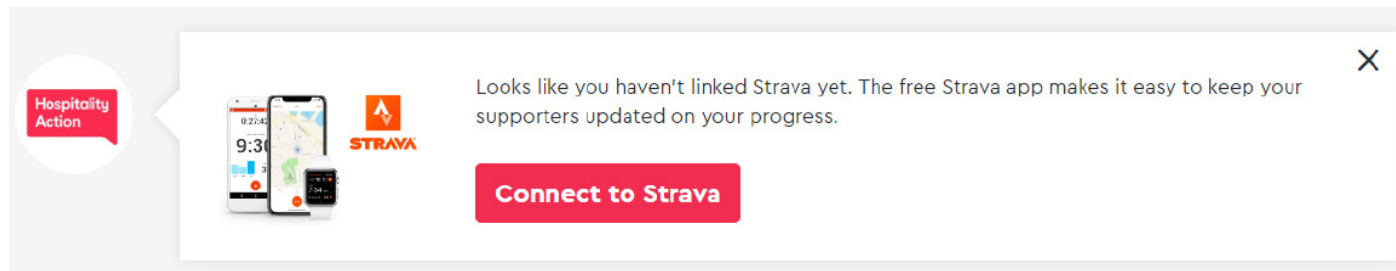 Hospitality
Action
0:27:42
9:30
STRAVA
Looks like you haven't linked Strava yet. The free Strava app makes it easy to keep your
supporters updated on your progress.
Connect to Strava